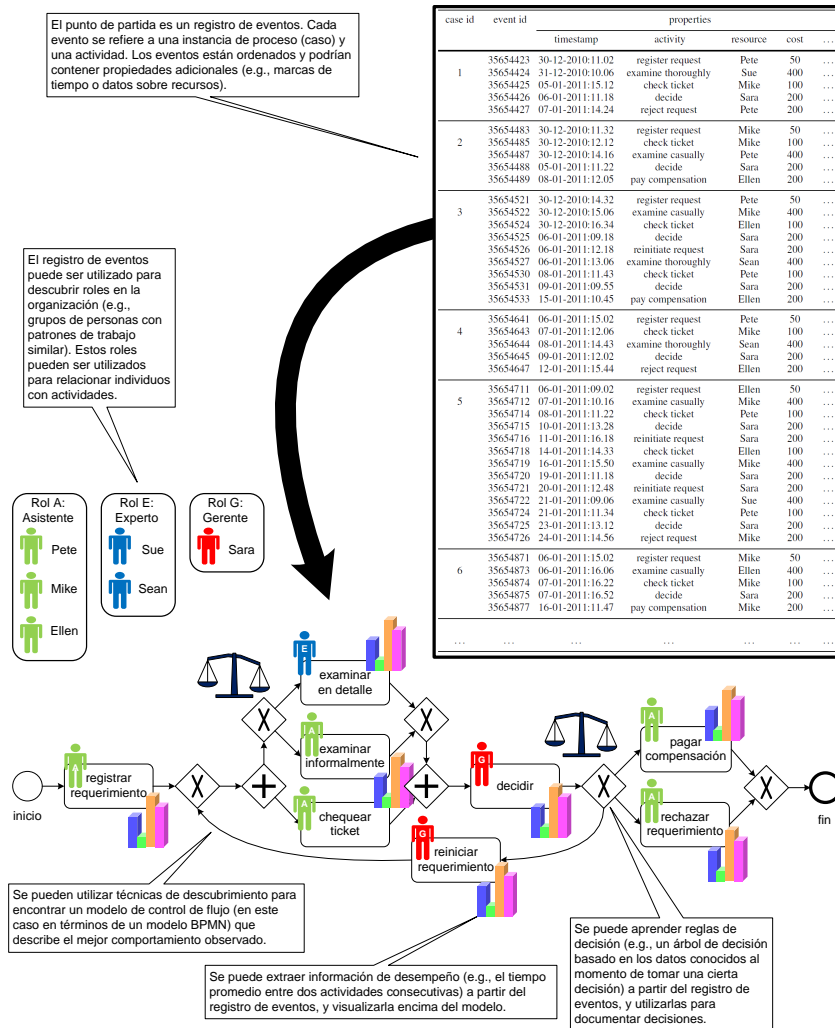 El punto de partida es un registro de eventos. Cada
evento se refiere a una instancia de proceso (caso) y
una actividad. Los eventos están ordenados y podrían
contener propiedades adicionales (e.g., marcas de
tiempo o datos sobre recursos).
case id event id properties
timestamp activity resource cost ...
35654423 30-12-2010:11.02 register request Pete 50 ...
1 35654424 31-12-2010:10.06 examine thoroughly Sue 400 ...
35654425 05-01-2011:15.12 check ticket Mike 100 ...
35654426 06-01-2011:11.18 decide Sara 200 ...
35654427 07-01-2011:14.24 reject request Pete 200 ...
35654483 30-12-2010:11.32 register request Mike 50 ...
2 35654485 30-12-2010:12.12 check ticket Mike 100 ...
35654487 30-12-2010:14.16 examine casually Pete 400 ...
35654488 05-01-2011:11.22 decide Sara 200 ...
35654489 08-01-2011:12.05 pay compensation Ellen 200 ...
35654521 30-12-2010:14.32 register request Pete 50 ...
3 35654522 30-12-2010:15.06 examine casually Mike 400 ...
35654524 30-12-2010:16.34 check ticket Ellen 100 ...
35654525 06-01-2011:09.18 decide Sara 200 ...
35654526 06-01-2011:12.18 reinitiate request Sara 200 ...
35654527 06-01-2011:13.06 examine thoroughly Sean 400 ...
35654530 08-01-2011:11.43 check ticket Pete 100 ...
35654531 09-01-2011:09.55 decide Sara 200 ...
35654533 15-01-2011:10.45 pay compensation Ellen 200 ...
35654641 06-01-2011:15.02 register request Pete 50 ...
4 35654643 07-01-2011:12.06 check ticket Mike 100 ...
35654644 08-01-2011:14.43 examine thoroughly Sean 400 ...
35654645 09-01-2011:12.02 decide Sara 200 ...
35654647 12-01-2011:15.44 reject request Ellen 200 ...
35654711 06-01-2011:09.02 register request Ellen 50 ...
5 35654712 07-01-2011:10.16 examine casually Mike 400 ...
35654714 08-01-2011:11.22 check ticket Pete 100 ...
35654715 10-01-2011:13.28 decide Sara 200 ...
35654716 11-01-2011:16.18 reinitiate request Sara 200 ...
35654718 14-01-2011:14.33 check ticket Ellen 100 ...
35654719 16-01-2011:15.50 examine casually Mike 400 ...
35654720 19-01-2011:11.18 decide Sara 200 ...
35654721 20-01-2011:12.48 reinitiate request Sara 200 ...
35654722 21-01-2011:09.06 examine casually Sue 400 ...
35654724 21-01-2011:11.34 check ticket Pete 100 ...
35654725 23-01-2011:13.12 decide Sara 200 ...
35654726 24-01-2011:14.56 reject request Mike 200 ...
35654871 06-01-2011:15.02 register request Mike 50 ...
6 35654873 06-01-2011:16.06 examine casually Ellen 400 ...
35654874 07-01-2011:16.22 check ticket Mike 100 ...
35654875 07-01-2011:16.52 decide Sara 200 ...
35654877 16-01-2011:11.47 pay compensation Mike 200 ...
... ... ... ... ... ... ...
El registro de eventos
puede ser utilizado para
descubrir roles en la
organización (e.g.,
grupos de personas con
patrones de trabajo
similar). Estos roles
pueden ser utilizados
para relacionar individuos
con actividades.
Rol A:
Asistente
Pete
Mike
Ellen
Rol E:
Experto
Sue
Sean
Rol G:
Gerente
Sara
inicio
A
registrar
requerimiento
X
+
X
E
examinar
en detalle
A
examinar
informalmente
A
chequear
ticket
X
+
G
decidir
G
reiniciar
requerimiento
X
A
pagar
compensación
A
rechazar
requerimiento
X
fin
Se pueden utilizar técnicas de descubrimiento para
encontrar un modelo de control de flujo (en este
caso en términos de un modelo BPMN) que
describe el mejor comportamiento observado.
Se puede extraer información de desempeño (e.g., el tiempo
promedio entre dos actividades consecutivas) a partir del
registro de eventos, y visualizarla encima del modelo.
Se puede aprender reglas de
decisión (e.g., un árbol de decisión
basado en los datos conocidos al
momento de tomar una cierta
decisión) a partir del registro de
eventos, y utilizarlas para
documentar decisiones.